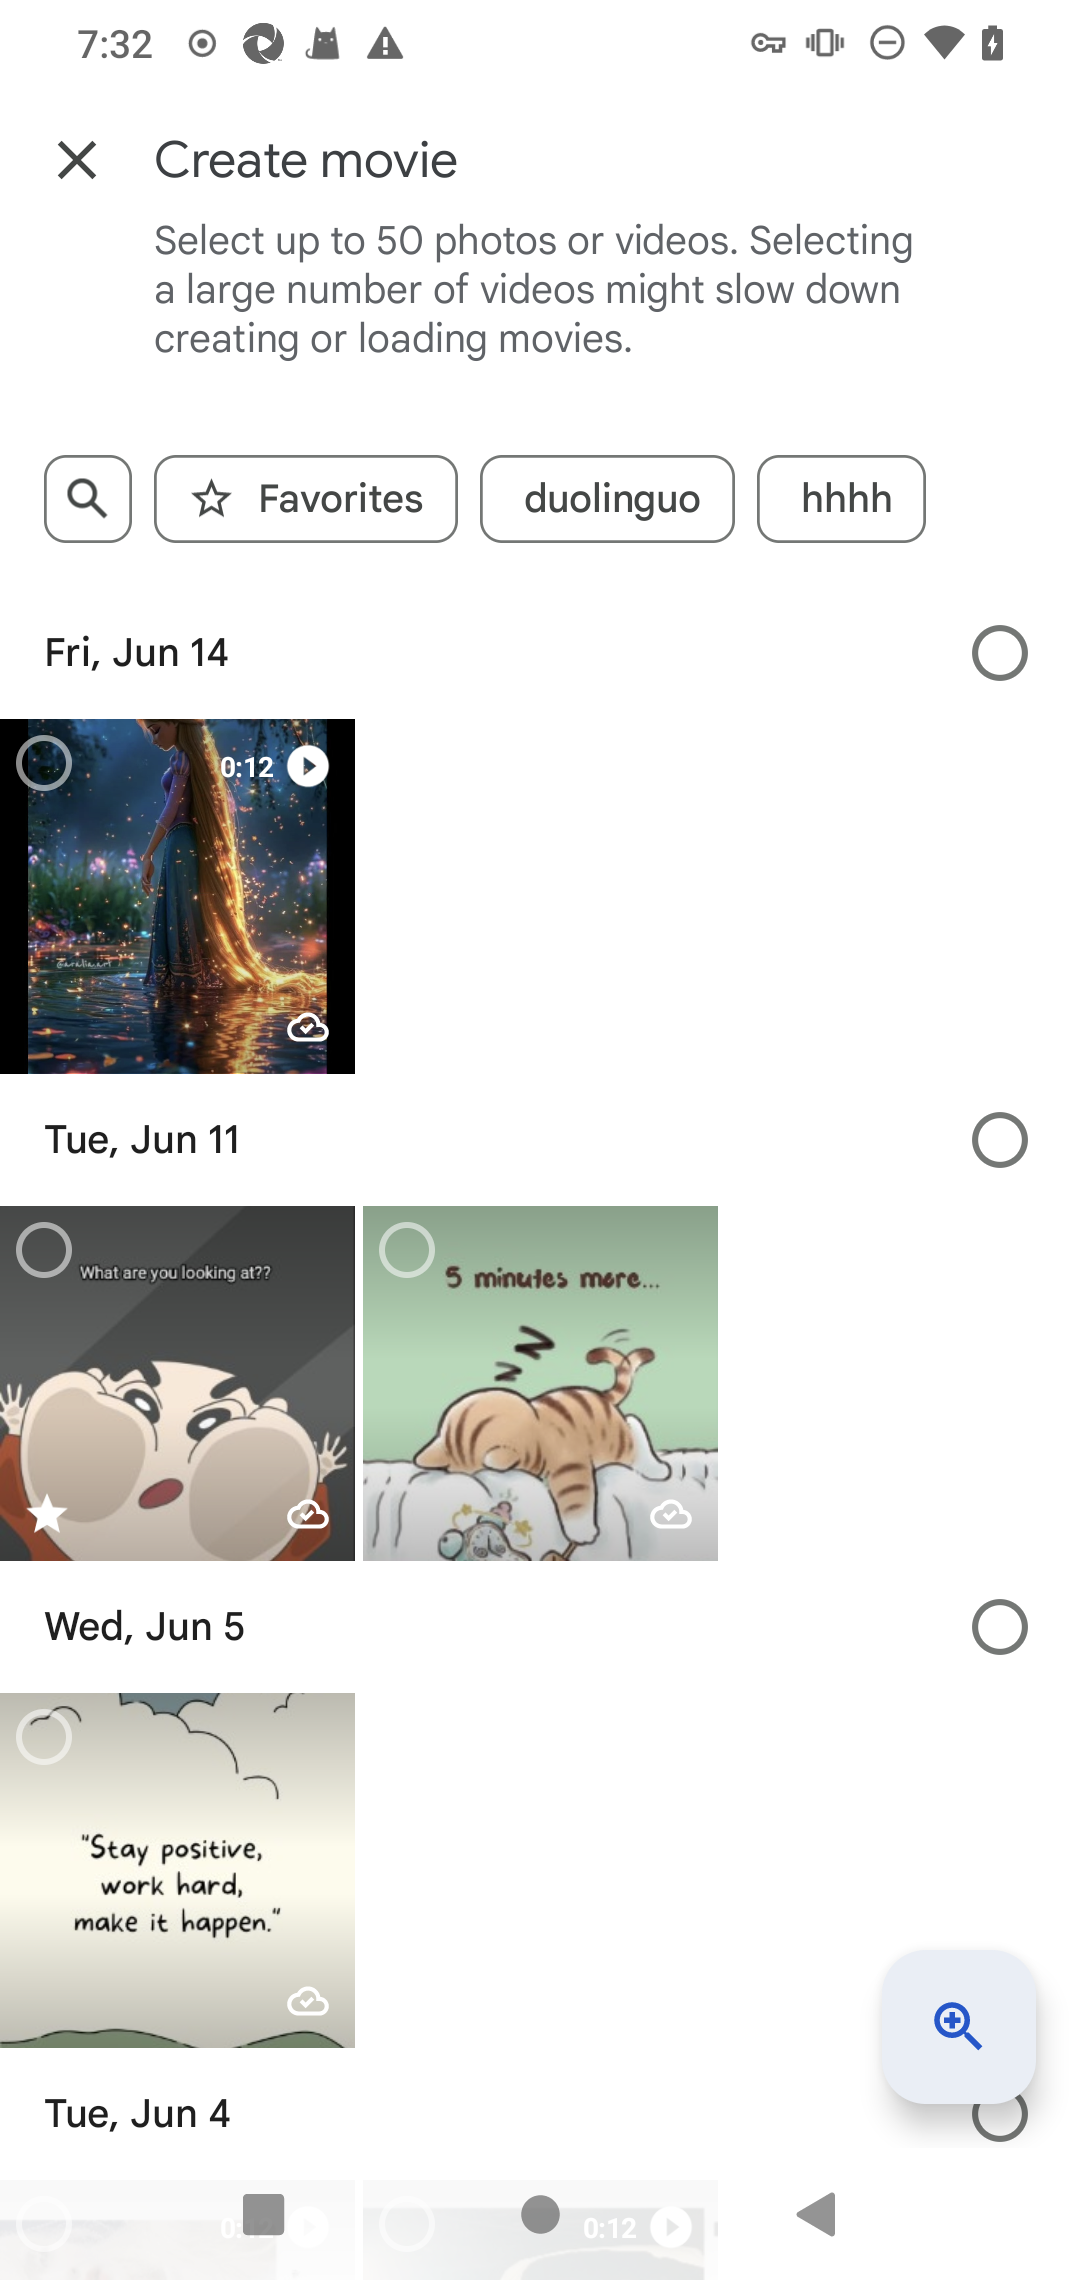 7:32
Create movie
Select up to 50 photos or videos. Selecting
a large number of videos might slow down
creating or loading movies.
Favorites
duolinguo
hhhh
Fri, Jun 14
0:12
@aralia.art
Tue, Jun 11
What are you looking at??
5 minutes more...
Z
Z
Wed, Jun 5
"Stay positive,
work hard,
make it happen."
Tue, Jun 4
0:12